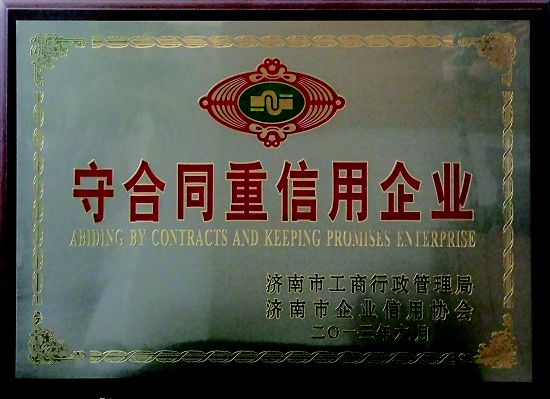 守合同重信用企业
ABIDING BY CONTRACTS AND KEEPING PROMISES ENTERPRISE
济南市工商行政管理局
济南市企业信用协会
二〇一三年六月